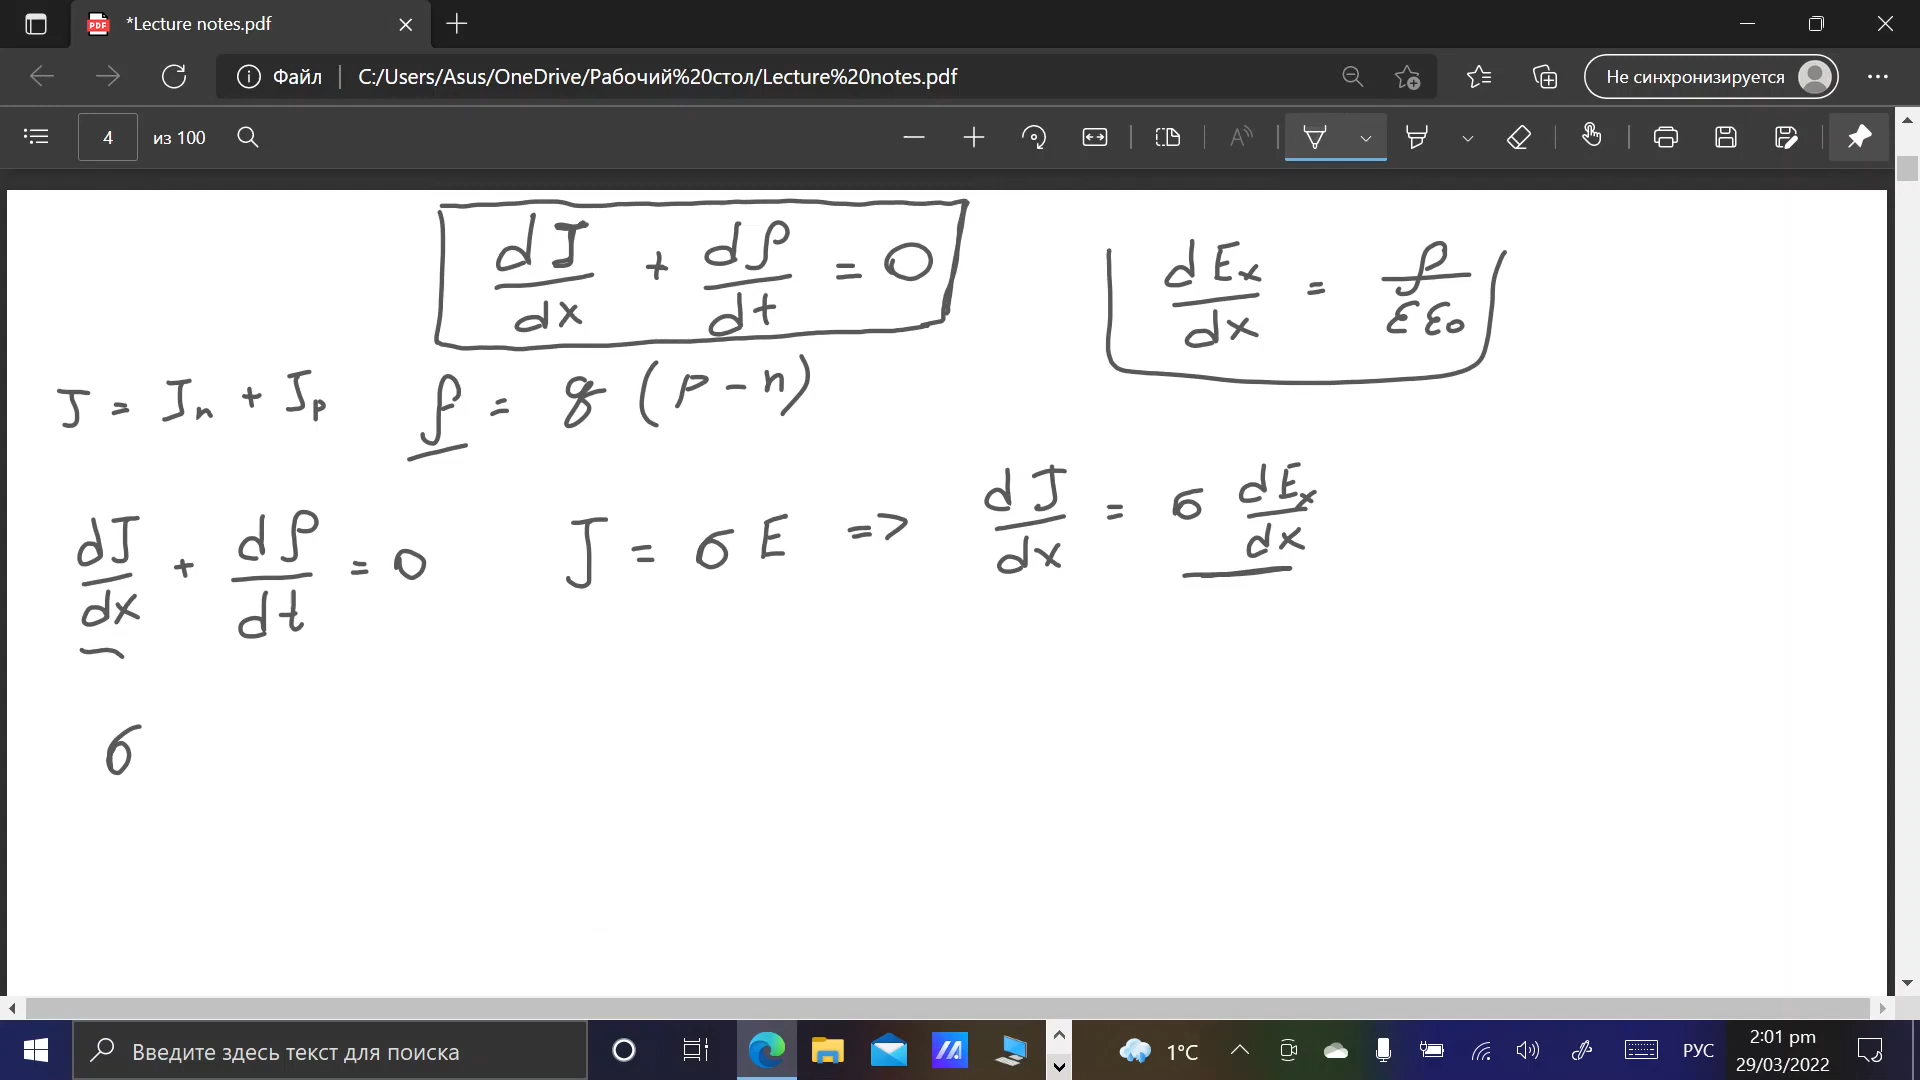 *Lecture notes.pdf
Файл | C:/Users/Asus/OneDrive/Рабочий%20стол/Lecture%20notes.pdf
Не синхронизируется
4 из 100
dJ/dx + dρ/dt = 0
dEx/dx = ρ/εε0
J = Jn + Jp
ρ = q (p - n)
dJ/dx + dρ/dt = 0
J = σ E => dJ/dx = σ dEx/dx
σ
Введите здесь текст для поиска
1°C
РУС
2:01 pm
29/03/2022